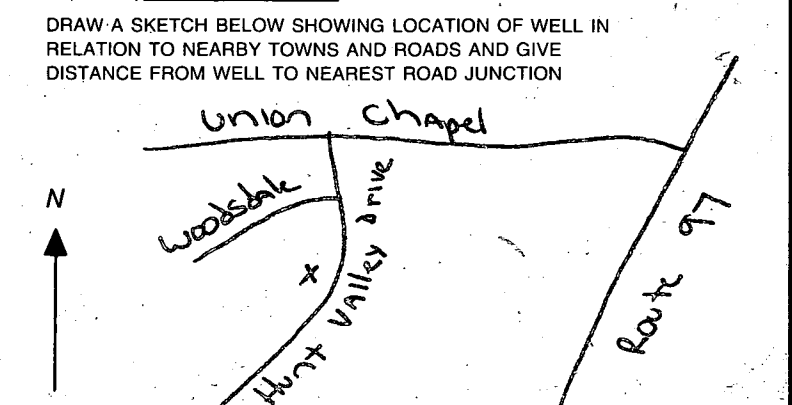 DRAW A SKETCH BELOW SHOWING LOCATION OF WELL IN
RELATION TO NEARBY TOWNS AND ROADS AND GIVE
DISTANCE FROM WELL TO NEAREST ROAD JUNCTION
Union Chapel
N
Woodsdale
Hunt Valley Drive
X
Route 97